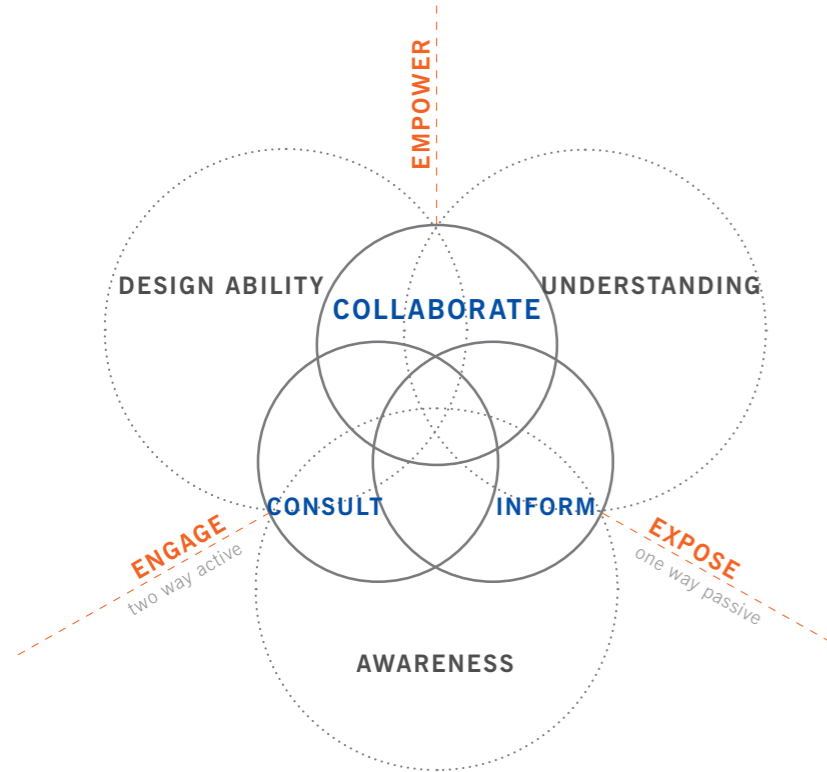 EMPOWER
DESIGN ABILITY
UNDERSTANDING
COLLABORATE
CONSULT
INFORM
ENGAGE
two way active
EXPOSE
one way passive
AWARENESS